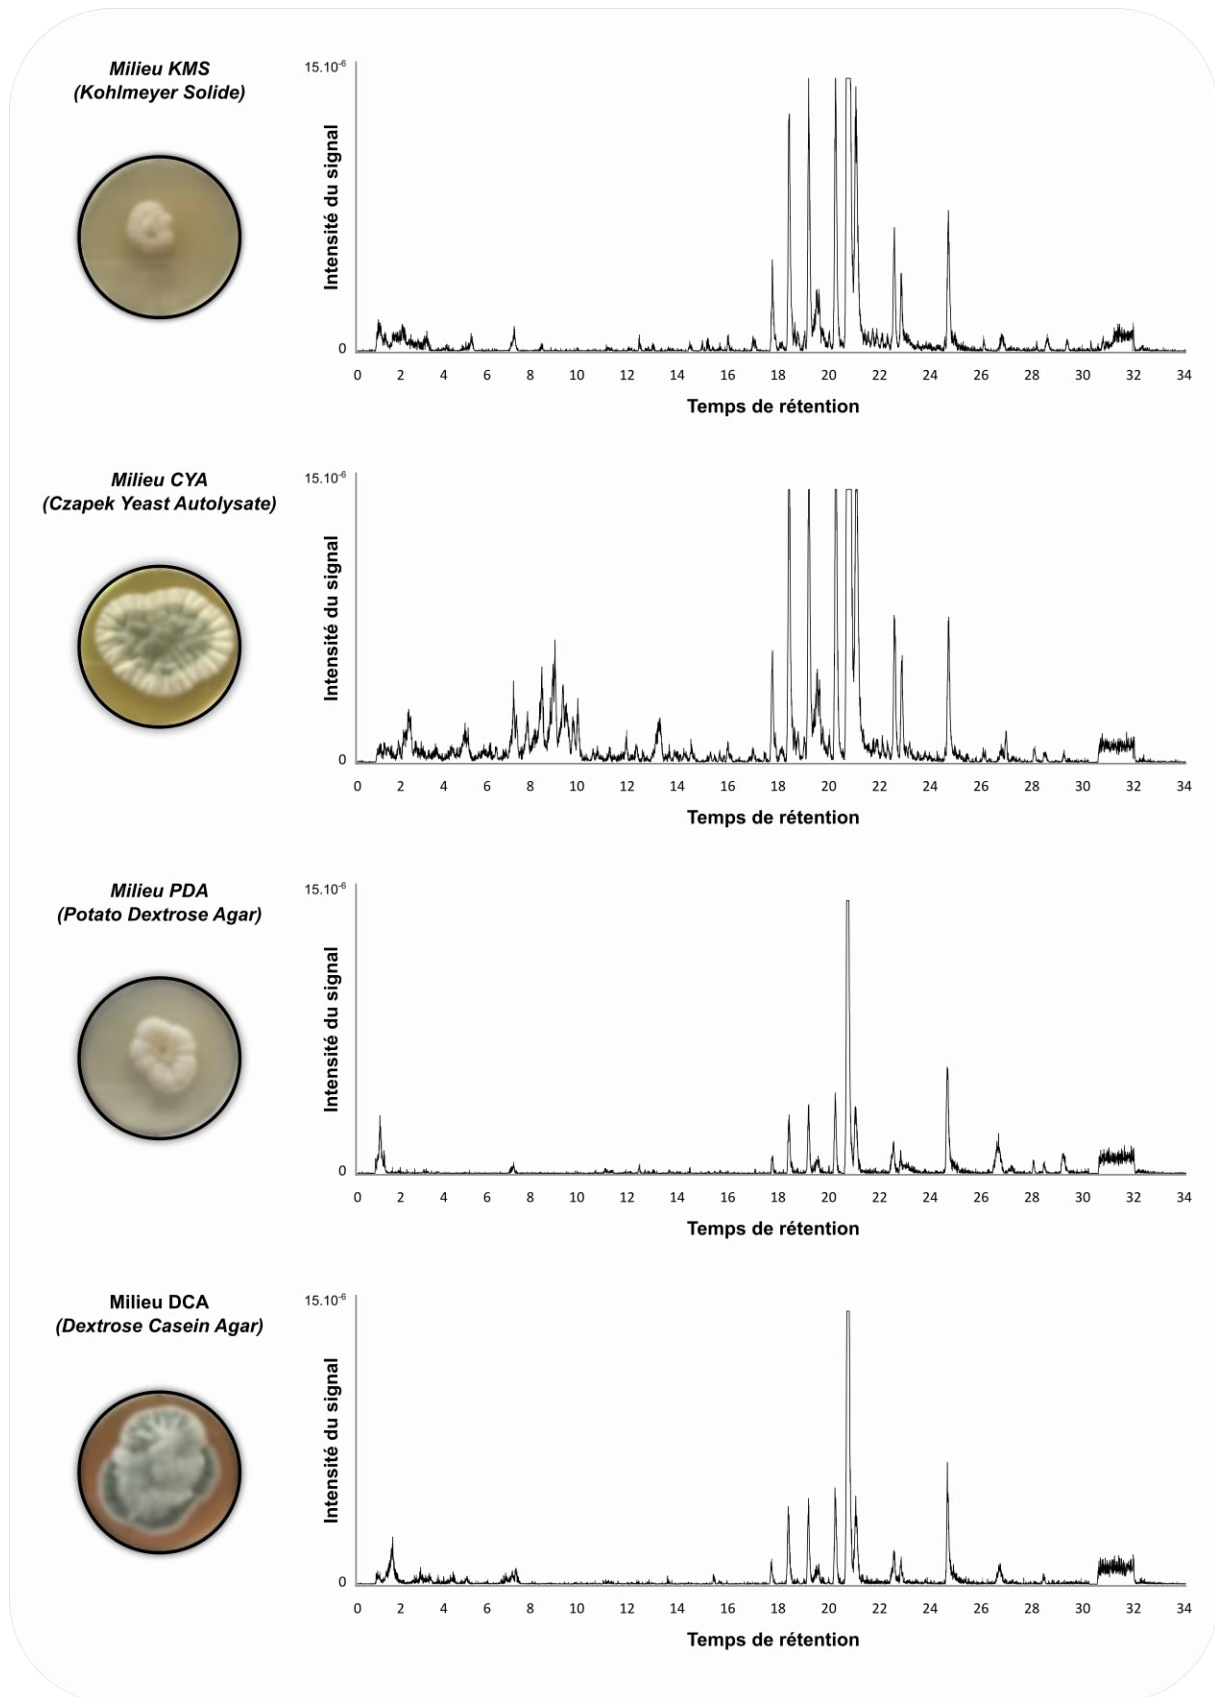 Milieu KMS
(Kohlmeyer Solide)
15.10-6
Intensité du signal
0
0 2 4 6 8 10 12 14 16 18 20 22 24 26 28 30 32 34
Temps de rétention
Milieu CYA
(Czapek Yeast Autolysate)
15.10-6
Intensité du signal
0
0 2 4 6 8 10 12 14 16 18 20 22 24 26 28 30 32 34
Temps de rétention
Milieu PDA
(Potato Dextrose Agar)
15.10-6
Intensité du signal
0
0 2 4 6 8 10 12 14 16 18 20 22 24 26 28 30 32 34
Temps de rétention
Milieu DCA
(Dextrose Casein Agar)
15.10-6
Intensité du signal
0
0 2 4 6 8 10 12 14 16 18 20 22 24 26 28 30 32 34
Temps de rétention